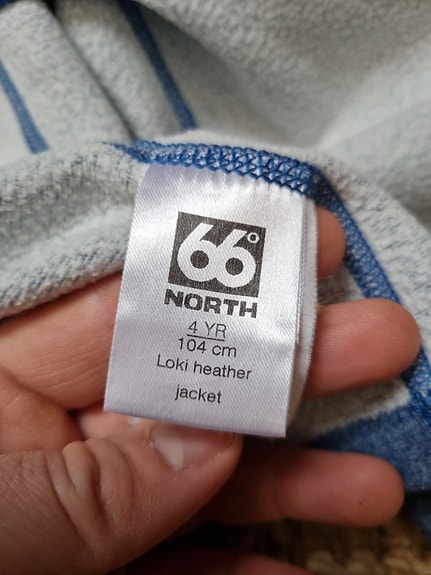 66°
NORTH
4 YR
104 cm
Loki heather
jacket